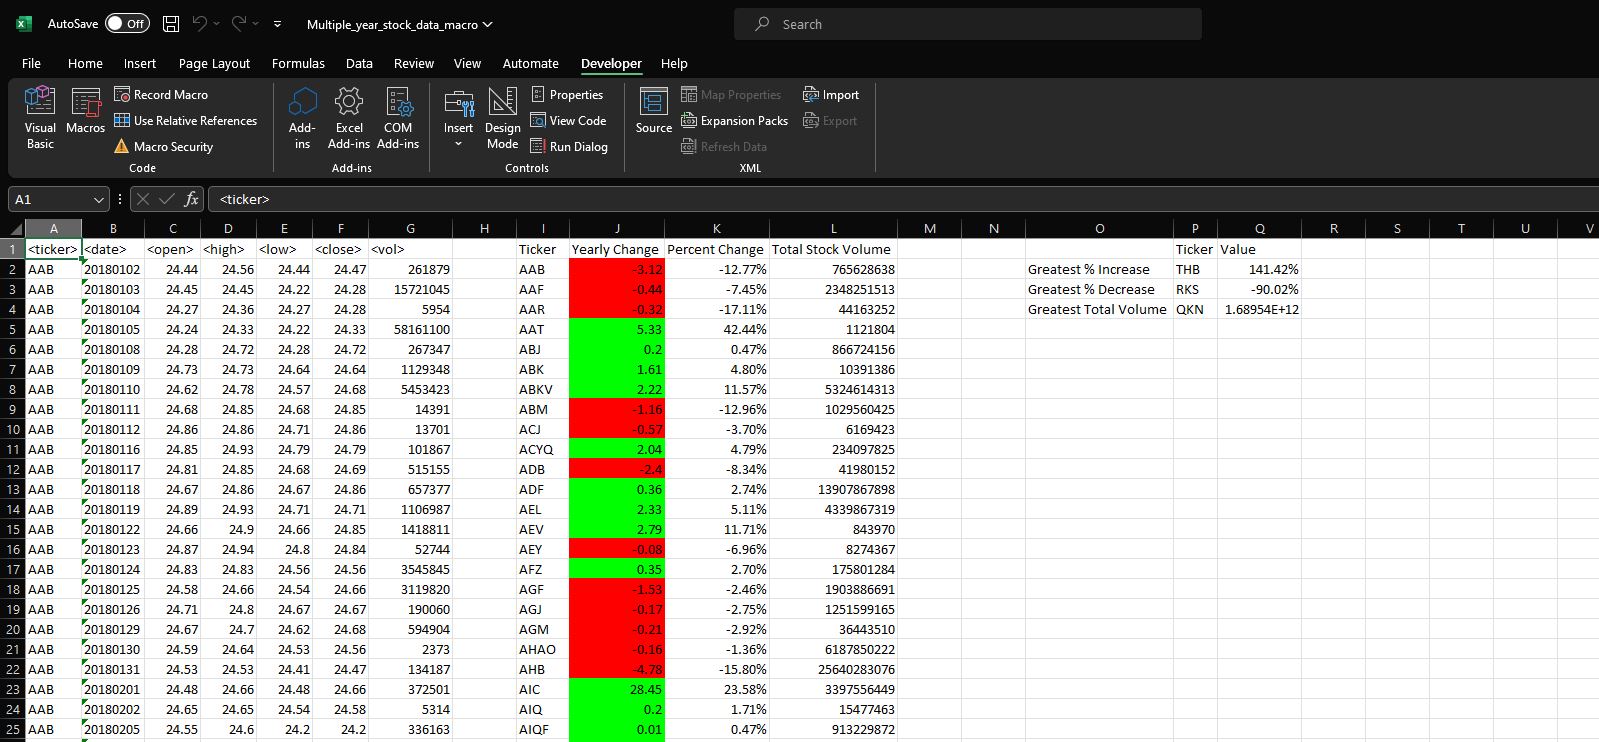 AutoSave Off Multiple_year_stock_data_macro Search
File Home Insert Page Layout Formulas Data Review View Automate Developer Help
Visual Basic
Macros
Record Macro
Use Relative References
Macro Security
Code
Add-ins
Excel Add-ins
COM Add-ins
Add-ins
Insert
Design Mode
Properties
View Code
Run Dialog
Controls
Source
Map Properties
Expansion Packs
Refresh Data
Import
Export
XML
A1 fx <ticker>
A B C D E F G H I J K L M N O P Q R S T U V
1 <ticker> <date> <open> <high> <low> <close> <vol> Ticker Yearly Change Percent Change Total Stock Volume Ticker Value
2 AAB 20180102 24.44 24.56 24.44 24.47 261879 AAB -3.12 -12.77% 765628638 Greatest % Increase THB 141.42%
3 AAB 20180103 24.45 24.45 24.22 24.28 15721045 AAF -0.44 -7.45% 2348251513 Greatest % Decrease RKS -90.02%
4 AAB 20180104 24.27 24.36 24.27 24.28 5954 AAR -0.32 -17.11% 44163252 Greatest Total Volume QKN 1.68954E+12
5 AAB 20180105 24.24 24.33 24.22 24.33 58161100 AAT 5.33 42.44% 1121804
6 AAB 20180108 24.28 24.72 24.28 24.72 267347 ABJ 0.2 0.47% 866724156
7 AAB 20180109 24.73 24.73 24.64 24.64 1129348 ABK 1.61 4.80% 10391386
8 AAB 20180110 24.62 24.78 24.57 24.68 5453423 ABKV 2.22 11.57% 5324614313
9 AAB 20180111 24.68 24.85 24.68 24.85 14391 ABM -1.16 -12.96% 1029560425
10 AAB 20180112 24.86 24.86 24.71 24.86 13701 ACJ -0.57 -3.70% 6169423
11 AAB 20180116 24.85 24.93 24.79 24.79 101867 ACYQ 2.04 4.79% 234097825
12 AAB 20180117 24.81 24.85 24.68 24.69 515155 ADB -2.4 -8.34% 41980152
13 AAB 20180118 24.67 24.86 24.67 24.86 657377 ADF 0.36 2.74% 13907867898
14 AAB 20180119 24.89 24.93 24.71 24.71 1106987 AEL 2.33 5.11% 4339867319
15 AAB 20180122 24.66 24.9 24.66 24.85 1418811 AEV 2.79 11.71% 843970
16 AAB 20180123 24.87 24.94 24.8 24.84 52744 AEY -0.08 -6.96% 8274367
17 AAB 20180124 24.83 24.83 24.56 24.56 3545845 AFZ 0.35 2.70% 175801284
18 AAB 20180125 24.58 24.66 24.54 24.66 3119820 AGF -1.53 -2.46% 1903886691
19 AAB 20180126 24.71 24.8 24.67 24.67 190060 AGJ -0.17 -2.75% 1251599165
20 AAB 20180129 24.67 24.7 24.62 24.68 594904 AGM -0.21 -2.92% 36443510
21 AAB 20180130 24.59 24.64 24.53 24.56 2373 AHAO -0.16 -1.36% 6187850222
22 AAB 20180131 24.53 24.53 24.41 24.47 134187 AHB -4.78 -15.80% 25640283076
23 AAB 20180201 24.48 24.66 24.48 24.66 372501 AIC 28.45 23.58% 3397556449
24 AAB 20180202 24.65 24.65 24.54 24.58 5314 AIQ 0.2 1.71% 15477463
25 AAB 20180205 24.55 24.6 24.2 24.2 336163 AIQF 0.01 0.47% 913229872